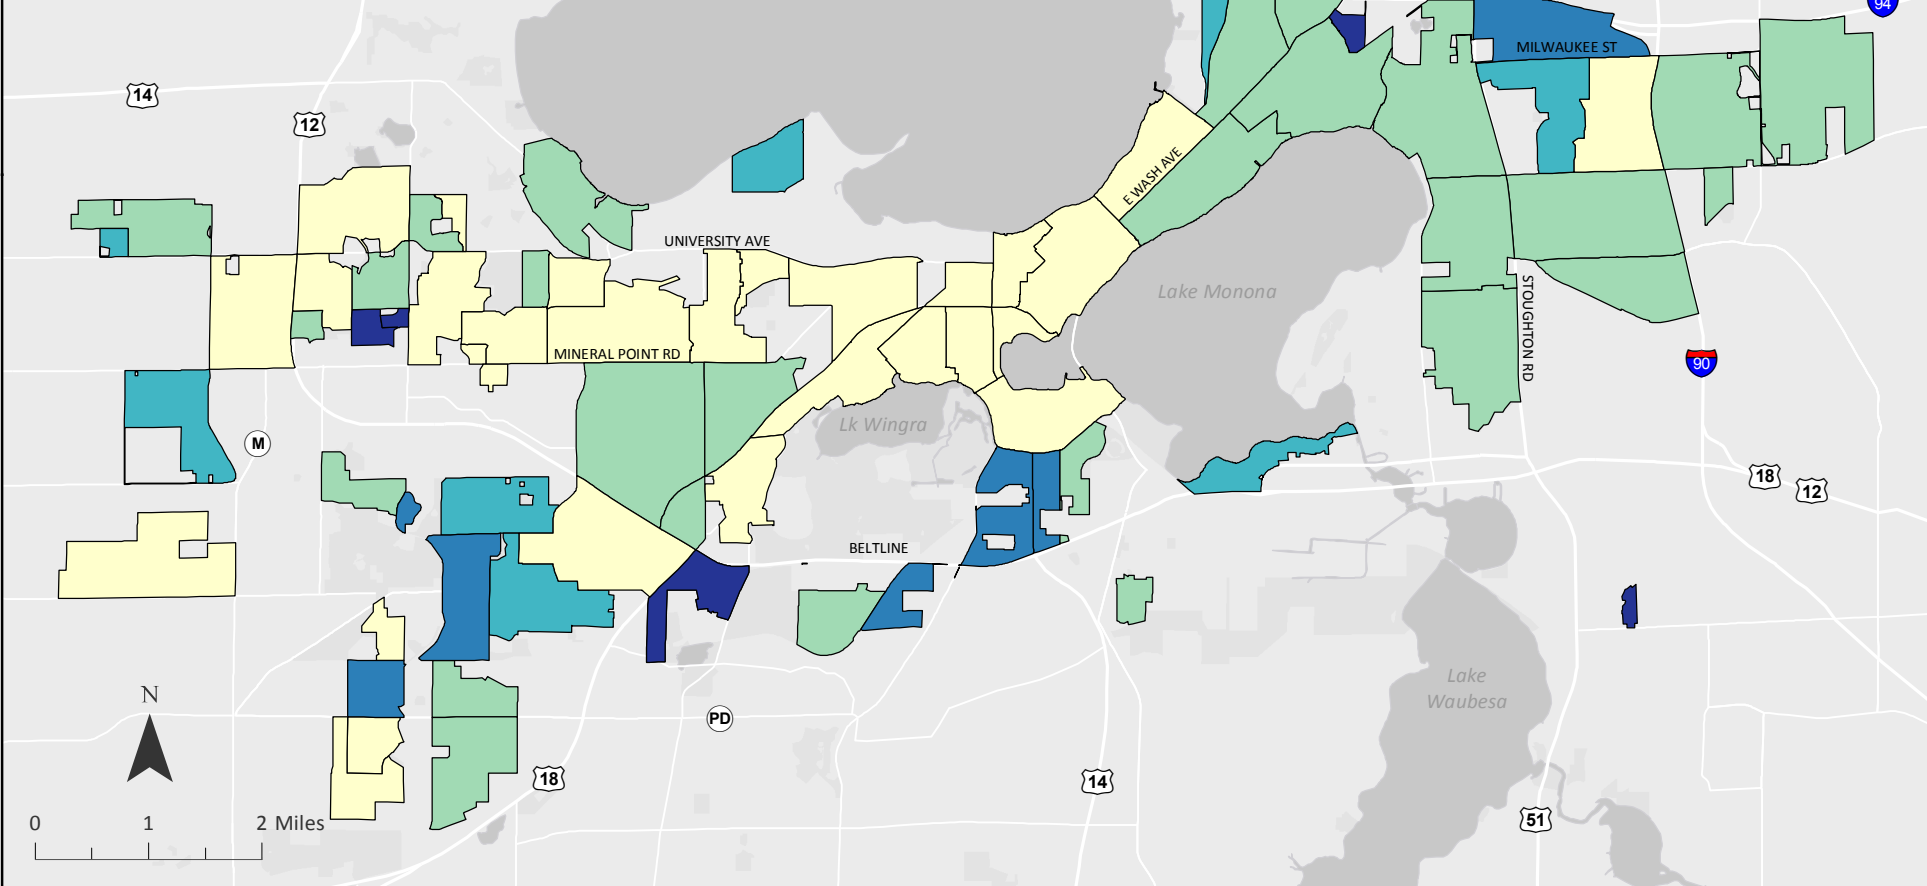 94
MILWAUKEE ST
14
12
E WASH AVE
UNIVERSITY AVE
Lake Monona
STOUGHTON RD
MINERAL POINT RD
90
Lk Wingra
M
18
12
BELTLINE
Lake
Waubesa
N
PD
18
14
51
0 1 2 Miles